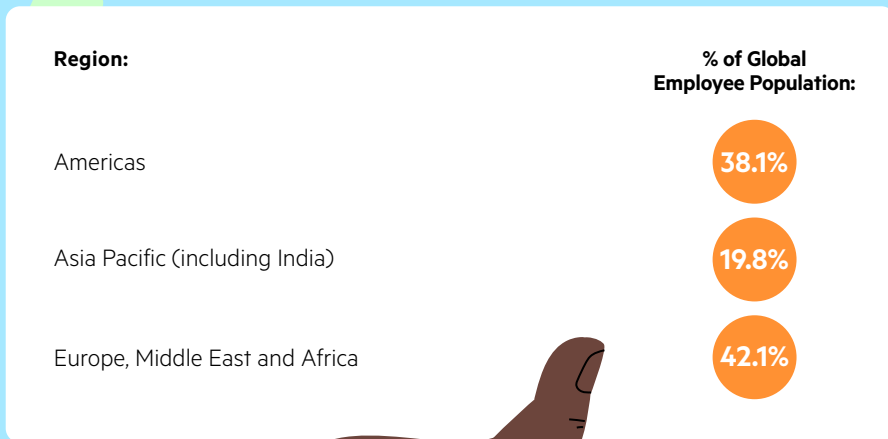 Region:
% of Global
Employee Population:
Americas
38.1%
Asia Pacific (including India)
19.8%
Europe, Middle East and Africa
42.1%